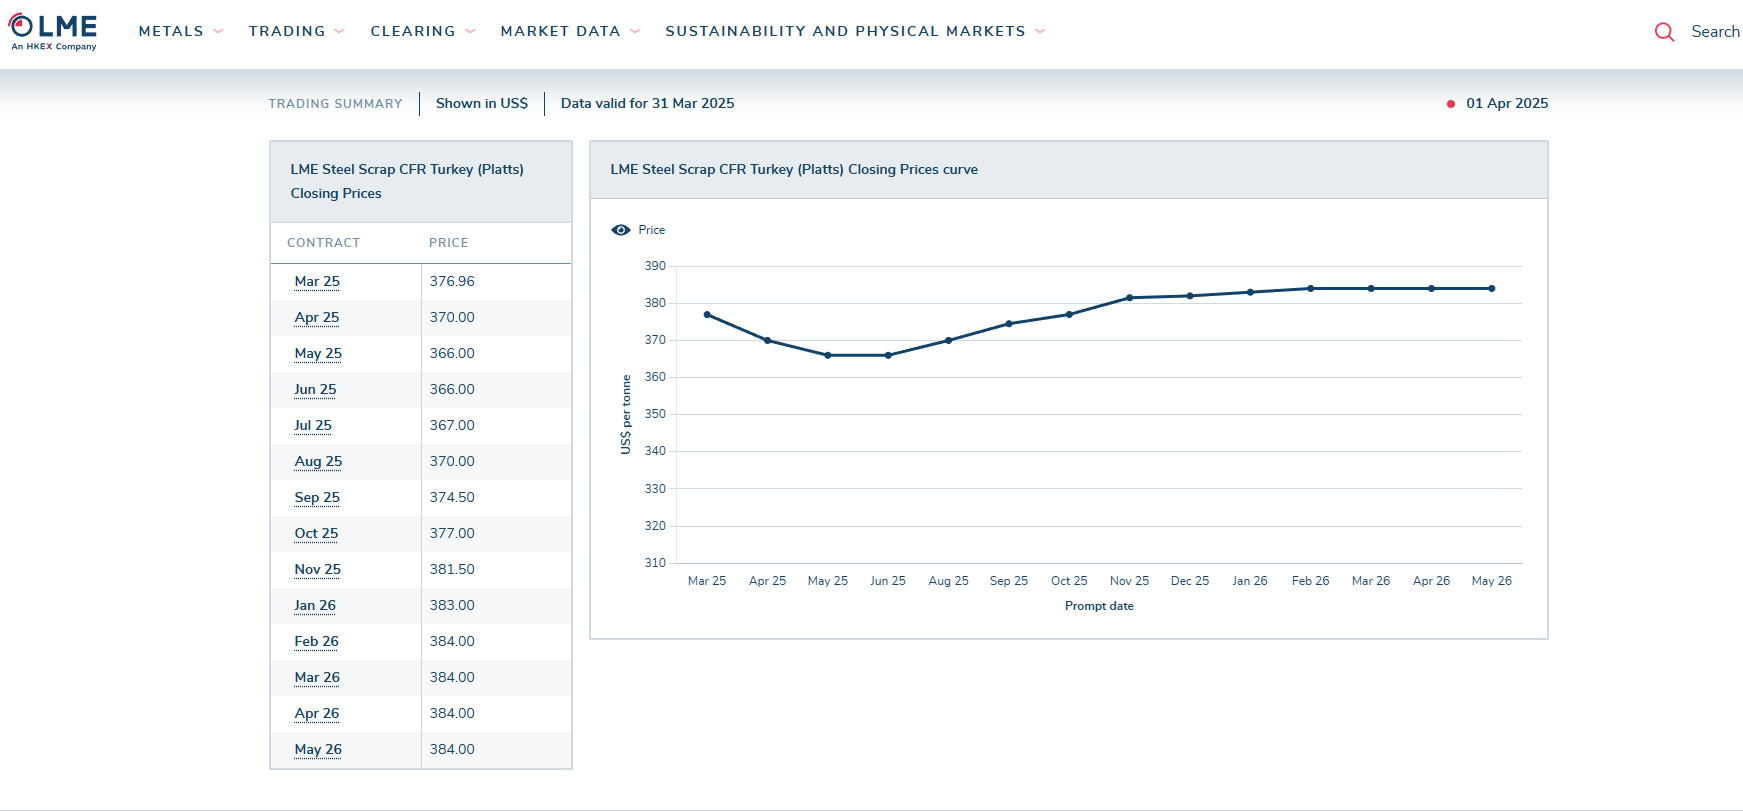 LME
An HKEX Company
METALS
TRADING
CLEARING
MARKET DATA
SUSTAINABILITY AND PHYSICAL MARKETS
Search
TRADING SUMMARY
Shown in US$
Data valid for 31 Mar 2025
01 Apr 2025
LME Steel Scrap CFR Turkey (Platts)
Closing Prices
CONTRACT PRICE
Mar 25 376.96
Apr 25 370.00
May 25 366.00
Jun 25 366.00
Jul 25 367.00
Aug 25 370.00
Sep 25 374.50
Oct 25 377.00
Nov 25 381.50
Jan 26 383.00
Feb 26 384.00
Mar 26 384.00
Apr 26 384.00
May 26 384.00
LME Steel Scrap CFR Turkey (Platts) Closing Prices curve
Price
390
380
370
360
350
340
330
320
310
US$ per tonne
Mar 25 Apr 25 May 25 Jun 25 Aug 25 Sep 25 Oct 25 Nov 25 Dec 25 Jan 26 Feb 26 Mar 26 Apr 26 May 26
Prompt date